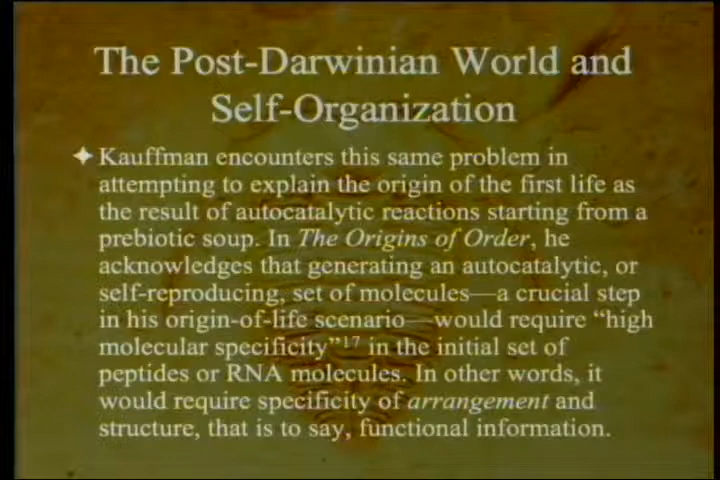 The Post-Darwinian World and
Self-Organization
Kauffman encounters this same problem in
attempting to explain the origin of the first life as
the result of autocatalytic reactions starting from a
prebiotic soup. In The Origins of Order, he
acknowledges that generating an autocatalytic, or
self-reproducing, set of molecules—a crucial step
in his origin-of-life scenario—would require “high
molecular specificity”17 in the initial set of
peptides or RNA molecules. In other words, it
would require specificity of arrangement and
structure, that is to say, functional information.